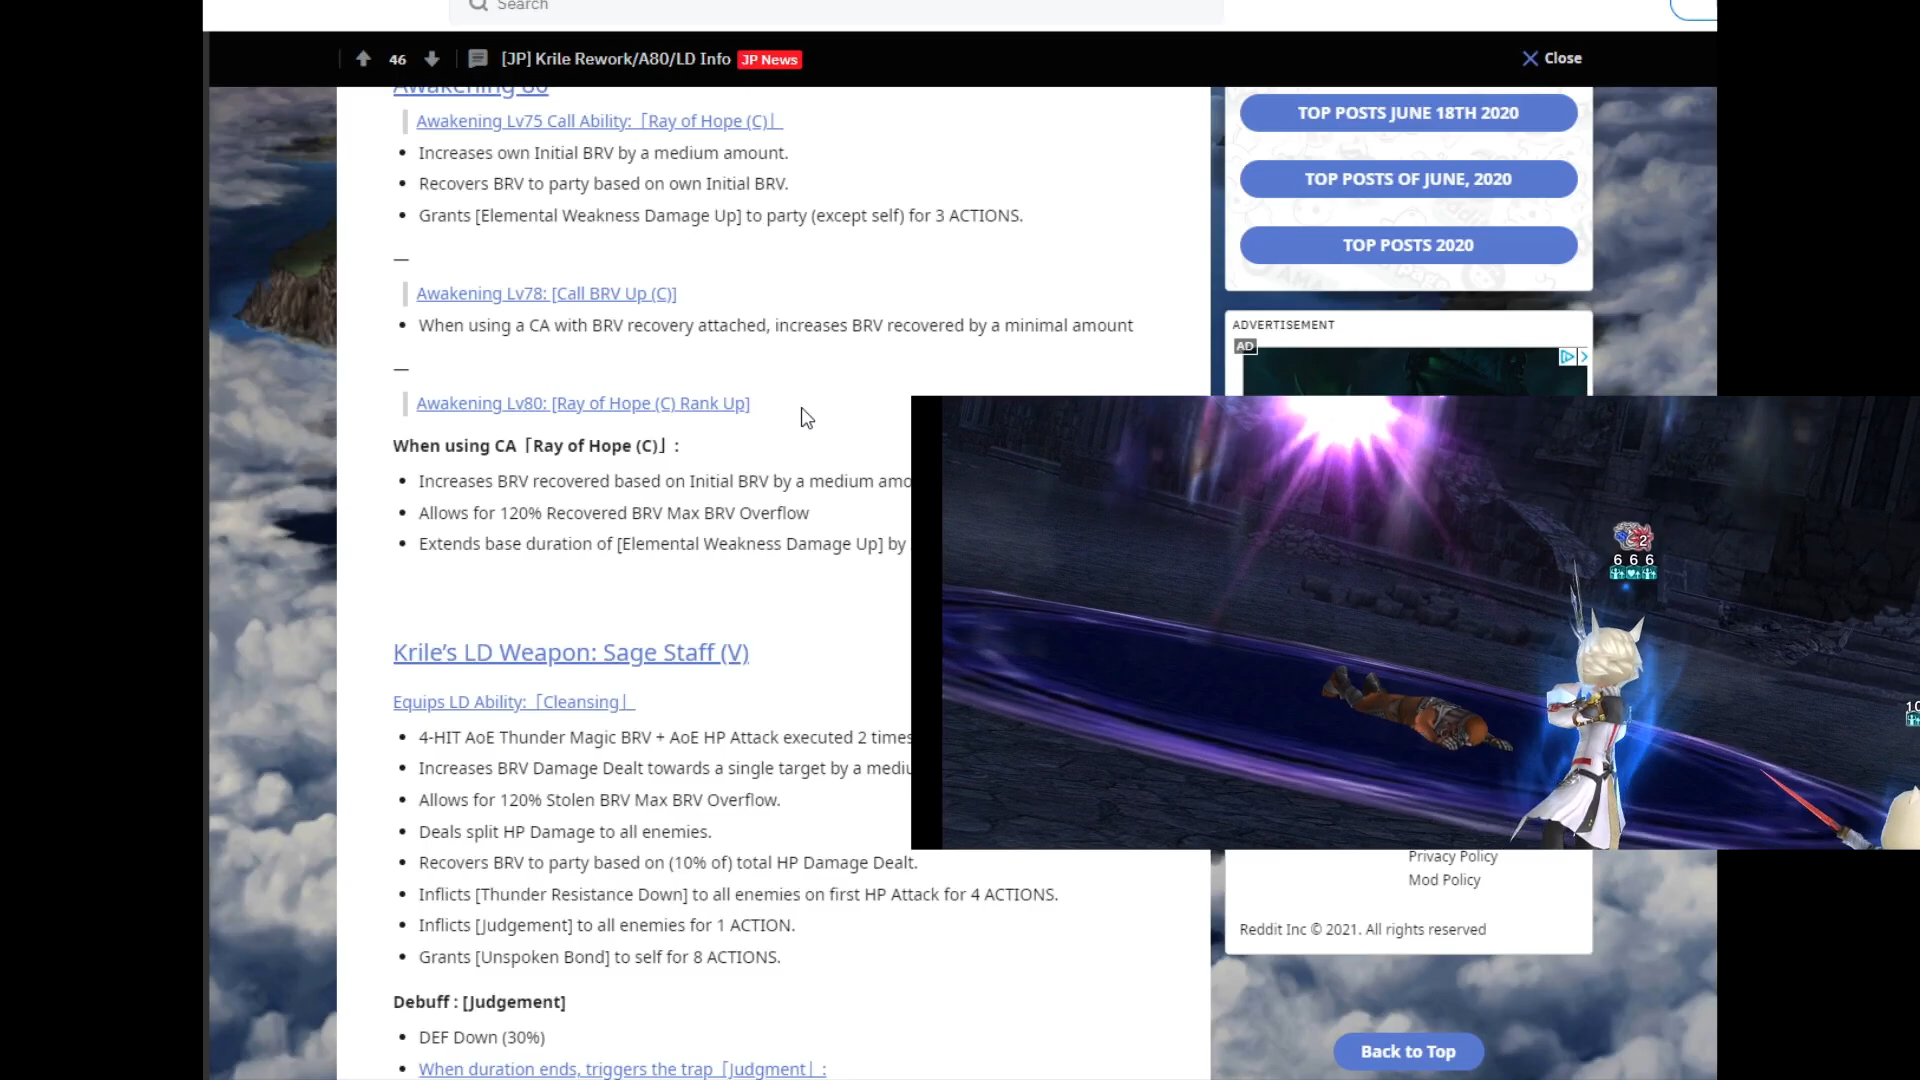 Search
46 [JP] Krile Rework/A80/LD Info JP News Close
Awakening 80
Awakening Lv75 Call Ability:「Ray of Hope (C)」
Increases own Initial BRV by a medium amount.
Recovers BRV to party based on own Initial BRV.
Grants [Elemental Weakness Damage Up] to party (except self) for 3 ACTIONS.
—
Awakening Lv78: [Call BRV Up (C)]
When using a CA with BRV recovery attached, increases BRV recovered by a minimal amount
—
Awakening Lv80: [Ray of Hope (C) Rank Up]
When using CA「Ray of Hope (C)」:
Increases BRV recovered based on Initial BRV by a medium
Allows for 120% Recovered BRV Max BRV Overflow
Extends base duration of [Elemental Weakness Damage Up] by
Krile’s LD Weapon: Sage Staff (V)
Equips LD Ability:「Cleansing」
4-HIT AoE Thunder Magic BRV + AoE HP Attack executed 2 times
Increases BRV Damage Dealt towards a single target by a
Allows for 120% Stolen BRV Max BRV Overflow.
Deals split HP Damage to all enemies.
Recovers BRV to party based on (10% of) total HP Damage Dealt.
Inflicts [Thunder Resistance Down] to all enemies on first HP Attack for 4 ACTIONS.
Inflicts [Judgement] to all enemies for 1 ACTION.
Grants [Unspoken Bond] to self for 8 ACTIONS.
Debuff : [Judgement]
DEF Down (30%)
When duration ends, triggers the trap「Judgment」:
TOP POSTS JUNE 18TH 2020
TOP POSTS OF JUNE, 2020
TOP POSTS 2020
ADVERTISEMENT
AD
2
6 6 6
10
Privacy Policy
Mod Policy
Reddit Inc © 2021. All rights reserved
Back to Top